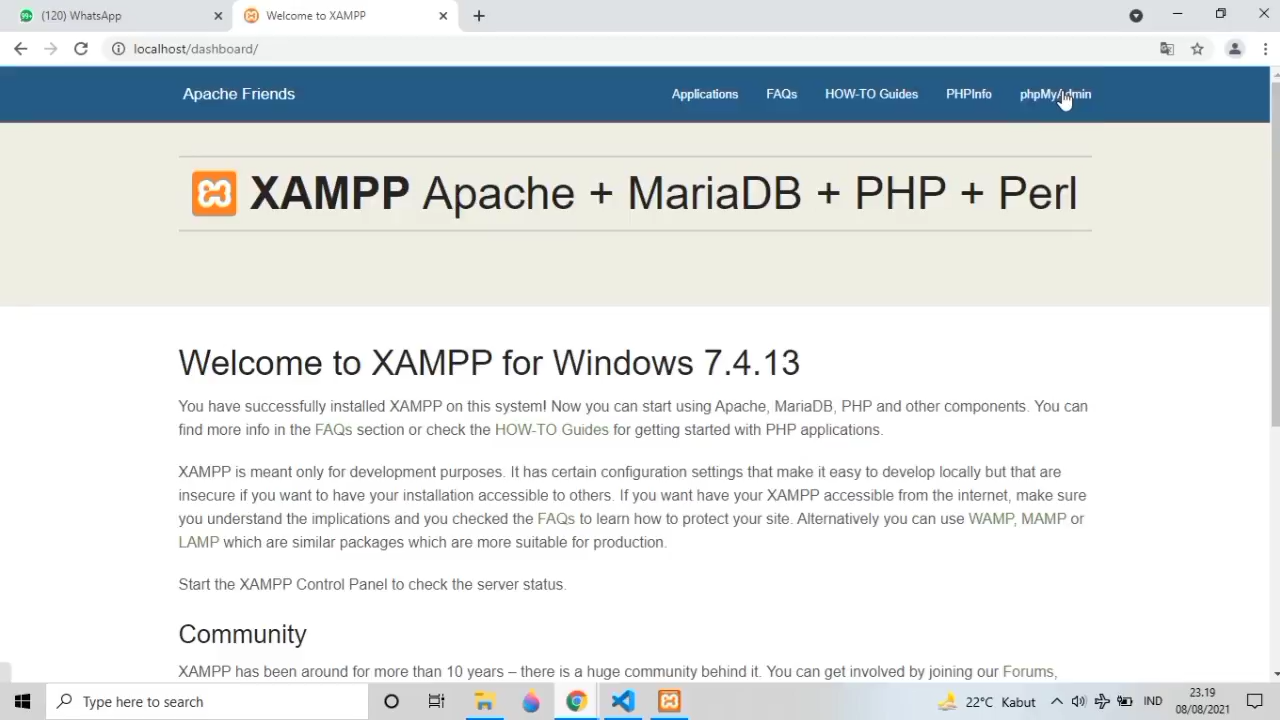 (120) WhatsApp
Welcome to XAMPP
localhost/dashboard/
Apache Friends
Applications
FAQs
HOW-TO Guides
PHPInfo
phpMyAdmin
XAMPP Apache + MariaDB + PHP + Perl
Welcome to XAMPP for Windows 7.4.13
You have successfully installed XAMPP on this system! Now you can start using Apache, MariaDB, PHP and other components. You can
find more info in the FAQs section or check the HOW-TO Guides for getting started with PHP applications.
XAMPP is meant only for development purposes. It has certain configuration settings that make it easy to develop locally but that are
insecure if you want to have your installation accessible to others. If you want have your XAMPP accessible from the internet, make sure
you understand the implications and you checked the FAQs to learn how to protect your site. Alternatively you can use WAMP, MAMP or
LAMP which are similar packages which are more suitable for production.
Start the XAMPP Control Panel to check the server status.
Community
XAMPP has been around for more than 10 years – there is a huge community behind it. You can get involved by joining our Forums,
Type here to search
22°C Kabut
IND
23.19
08/08/2021